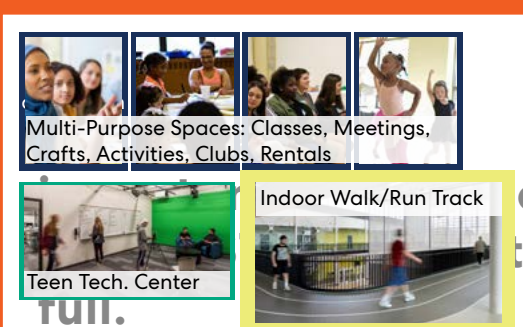 Multi-Purpose Spaces: Classes, Meetings,
Crafts, Activities, Clubs, Rentals
Indoor Walk/Run Track
Teen Tech. Center
full.